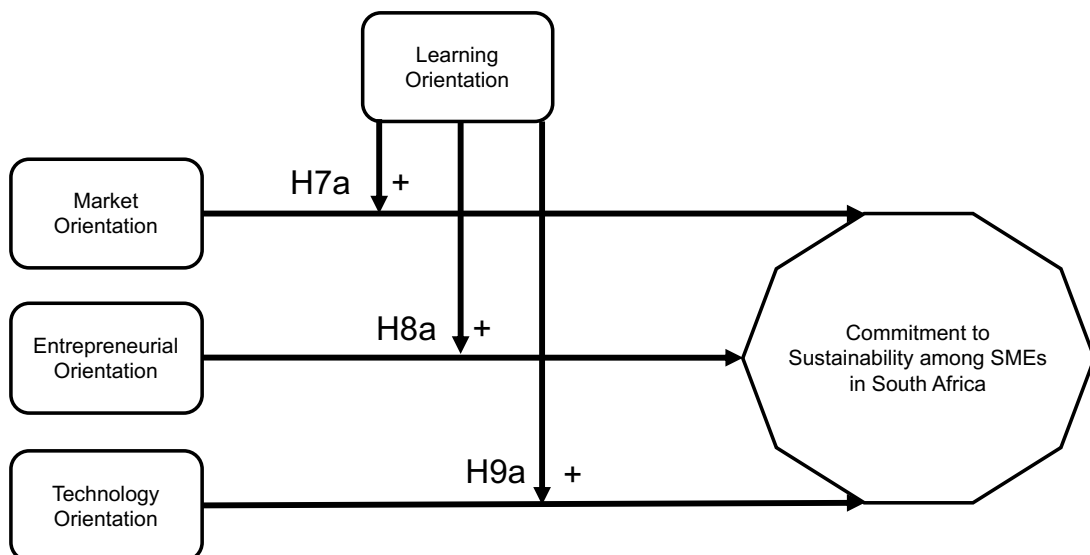 Learning
Orientation
H7a +
Market
Orientation
H8a +
Entrepreneurial
Orientation
Commitment to
Sustainability among SMEs
in South Africa
H9a +
Technology
Orientation